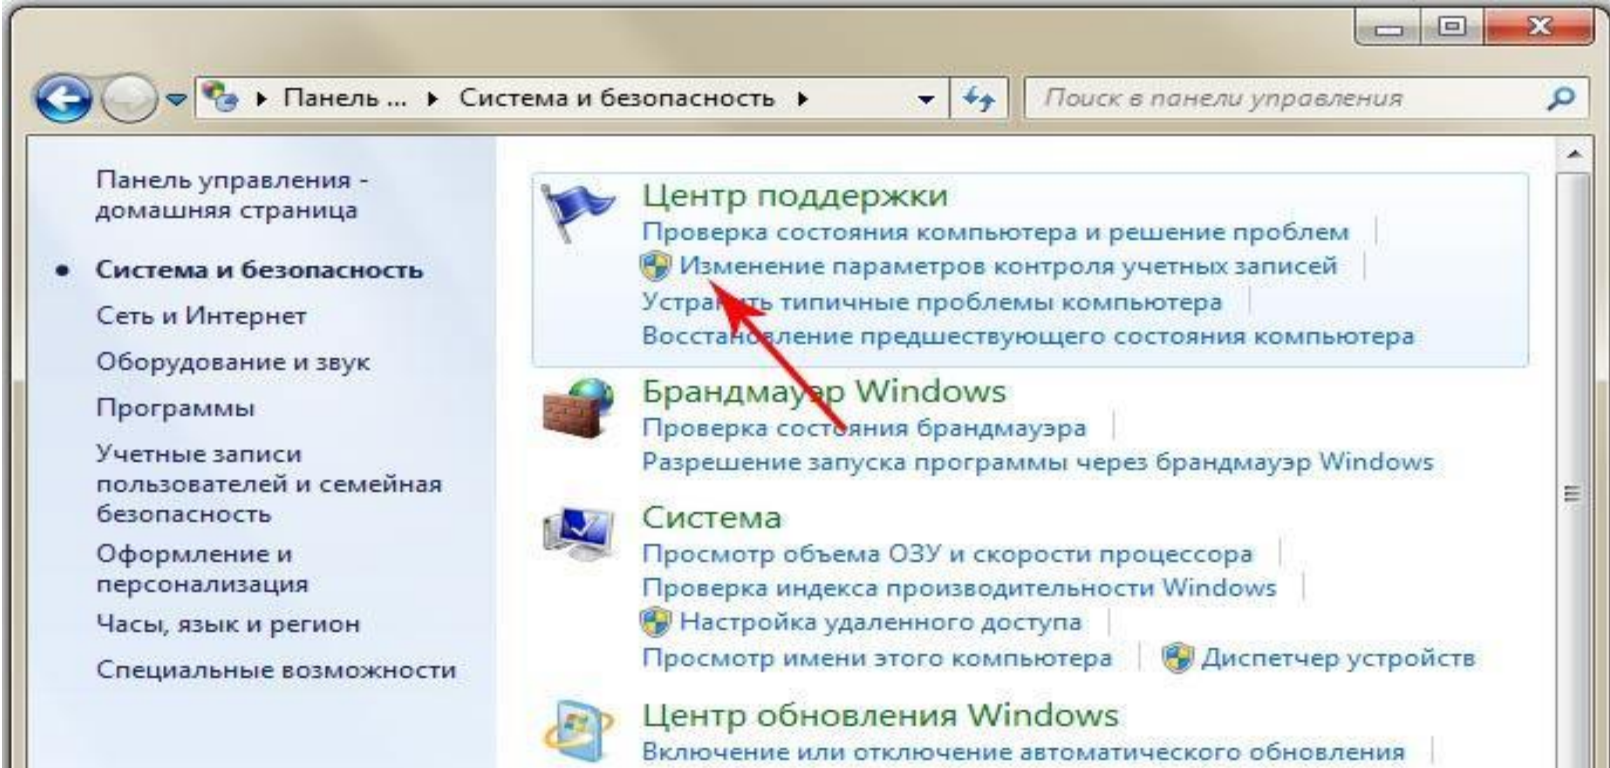 Панель ... Система и безопасность
Поиск в панели управления
Панель управления -
домашняя страница
Система и безопасность
Сеть и Интернет
Оборудование и звук
Программы
Учетные записи
пользователей и семейная
безопасность
Оформление и
персонализация
Часы, язык и регион
Специальные возможности
Центр поддержки
Проверка состояния компьютера и решение проблем
Изменение параметров контроля учетных записей
Устранить типичные проблемы компьютера
Восстановление предшествующего состояния компьютера
Брандмауэр Windows
Проверка состояния брандмауэра
Разрешение запуска программы через брандмауэр Windows
Система
Просмотр объема ОЗУ и скорости процессора
Проверка индекса производительности Windows
Настройка удаленного доступа
Просмотр имени этого компьютера
Диспетчер устройств
Центр обновления Windows
Включение или отключение автоматического обновления